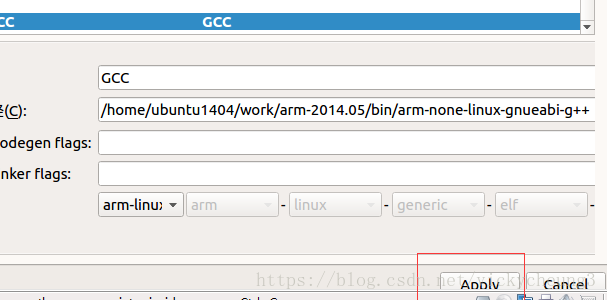 CC GCC
GCC
(C): /home/ubuntu1404/work/arm-2014.05/bin/arm-none-linux-gnueabi-g++
odegen flags:
nker flags:
arm-linux arm - linux - generic - elf -
https://blog.csdn.net/vickycheung3
Apply Cancel